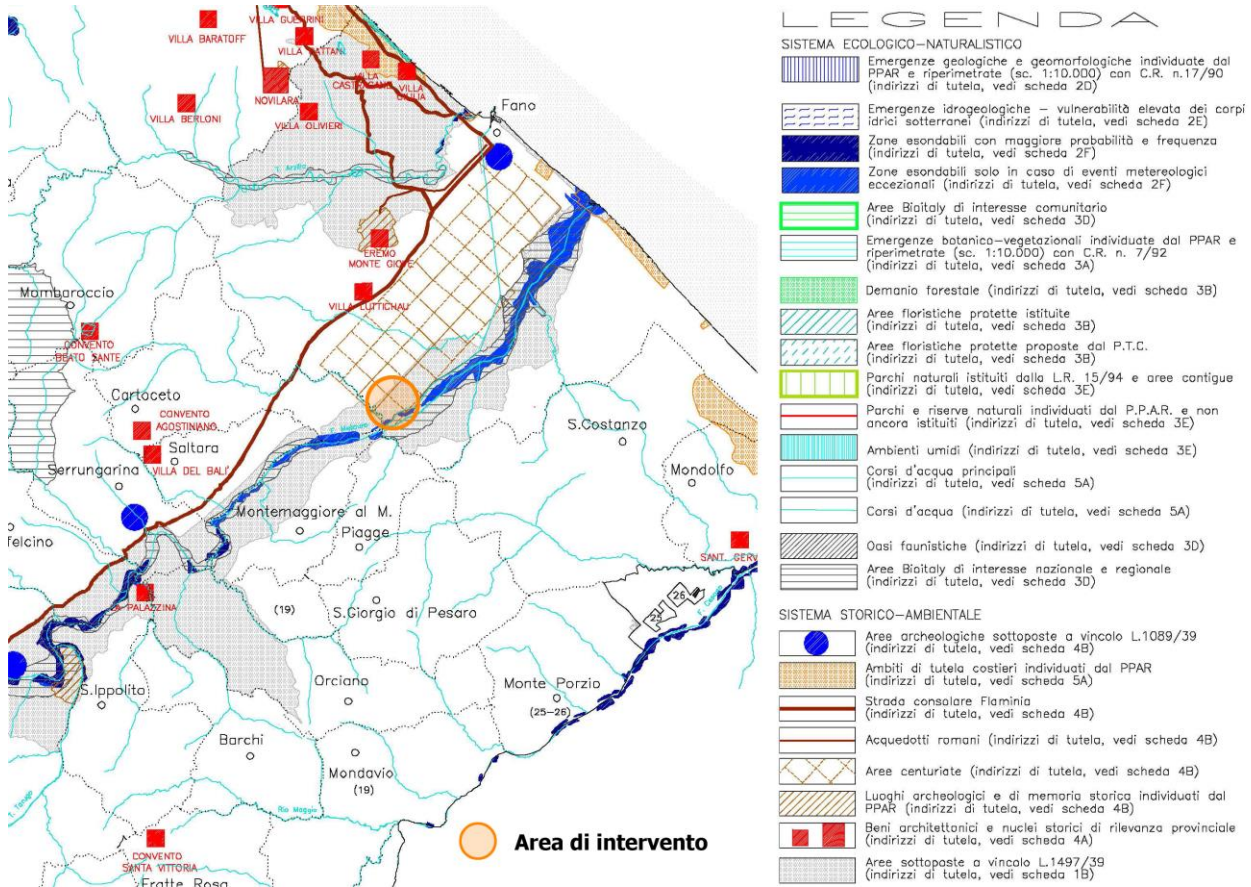 VILLA BARATOFF
VILLA GUERRINI
VILLA CATTANI
VILLA
CASTRACANE
VILLA
GIULIA
NOVILARA
VILLA BERLONI
VILLA OLIVIERI
Fano
T. Arzilla
EREMO
MONTE GIOVE
VILLA LUTTICHAU
Mombaroccio
CONVENTO
BEATO SANTE
Cartaceto
CONVENTO
AGOSTINIANO
Saltara
VILLA DEL BALI'
Serrungarina
F. Metauro
S.Costanzo
Mondolfo
Montemaggiore al M.
Piagge
SANT. GERV
PALAZZINA
(19)
S.Giorgio di Pesaro
26
25
S.Ippolito
Orciano
Monte Porzio
(25-26)
Barchi
Mondavio
(19)
Rio Maggio
CONVENTO
SANTA VITTORIA
Fratte Rosa
Area di intervento
LEGENDA
SISTEMA ECOLOGICO-NATURALISTICO
Emergenze geologiche e geomorfologiche individuate dal
PPAR e riperimetrate (sc. 1:10.000) con C.R. n.17/90
(indirizzi di tutela, vedi scheda 2D)
Emergenze idrogeologiche - vulnerabilità elevata dei corpi
idrici sotterranei (indirizzi di tutela, vedi scheda 2E)
Zone esondabili con maggiore probabilità e frequenza
(indirizzi di tutela, vedi scheda 2F)
Zone esondabili solo in caso di eventi metereologici
eccezionali (indirizzi di tutela, vedi scheda 2F)
Aree Bioitaly di interesse comunitario
(indirizzi di tutela, vedi scheda 3D)
Emergenze botanico-vegetazionali individuate dal PPAR e
riperimetrate (sc. 1:10.000) con C.R. n. 7/92
(indirizzi di tutela, vedi scheda 3A)
Demanio forestale (indirizzi di tutela, vedi scheda 3B)
Aree floristiche protette istituite
(indirizzi di tutela, vedi scheda 3B)
Aree floristiche protette proposte dal P.T.C.
(indirizzi di tutela, vedi scheda 3B)
Parchi naturali istituiti dalla L.R. 15/94 e aree contigue
(indirizzi di tutela, vedi scheda 3E)
Parchi e riserve naturali individuati dal P.P.A.R. e non
ancora istituiti (indirizzi di tutela, vedi scheda 3E)
Ambienti umidi (indirizzi di tutela, vedi scheda 3E)
Corsi d'acqua principali
(indirizzi di tutela, vedi scheda 5A)
Corsi d'acqua (indirizzi di tutela, vedi scheda 5A)
Oasi faunistiche (indirizzi di tutela, vedi scheda 3D)
Aree Bioitaly di interesse nazionale e regionale
(indirizzi di tutela, vedi scheda 3D)
SISTEMA STORICO-AMBIENTALE
Aree archeologiche sottoposte a vincolo L.1089/39
(indirizzi di tutela, vedi scheda 4B)
Ambiti di tutela costieri individuati dal PPAR
(indirizzi di tutela, vedi scheda 5A)
Strada consolare Flaminia
(indirizzi di tutela, vedi scheda 4B)
Acquedotti romani (indirizzi di tutela, vedi scheda 4B)
Aree centuriate (indirizzi di tutela, vedi scheda 4B)
Luoghi archeologici e di memoria storica individuati dal
PPAR (indirizzi di tutela, vedi scheda 4B)
Beni architettonici e nuclei storici di rilevanza provinciale
(indirizzi di tutela, vedi scheda 4A)
Aree sottoposte a vincolo L.1497/39
(indirizzi di tutela, vedi scheda 1B)